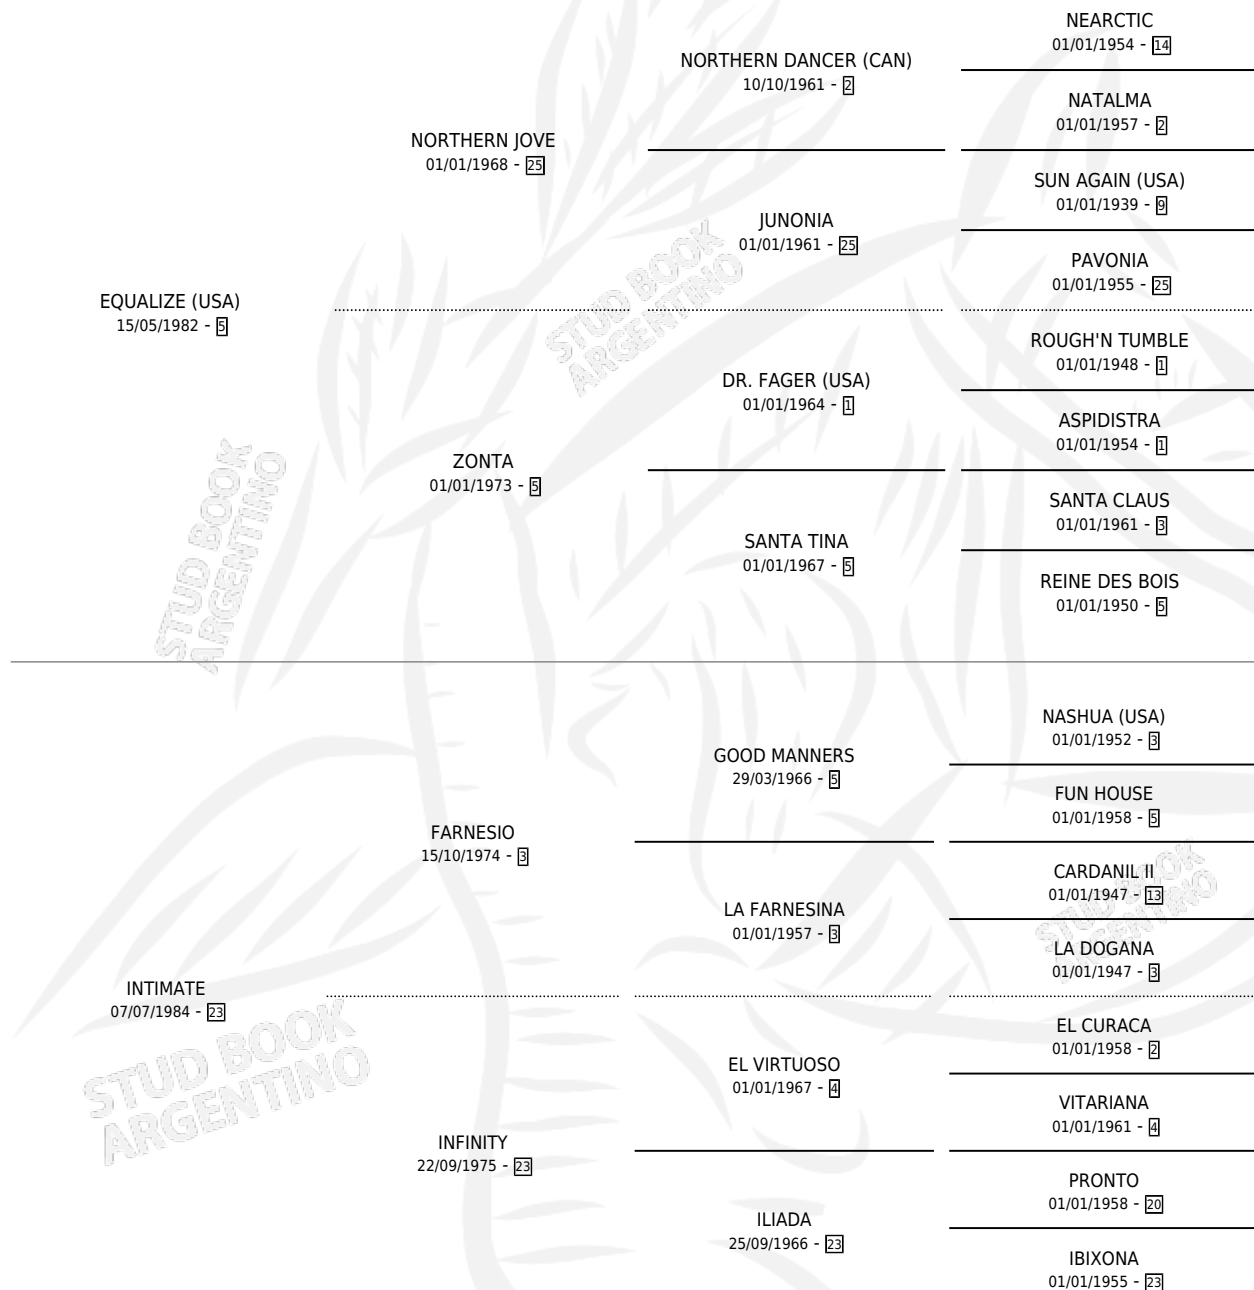 NEARCTIC
01/01/1954 - 14
NORTHERN DANCER (CAN)
10/10/1961 - 2
NATALMA
01/01/1957 - 2
NORTHERN JOVE
01/01/1968 - 25
SUN AGAIN (USA)
01/01/1939 - 9
JUNONIA
01/01/1961 - 25
PAVONIA
01/01/1955 - 25
EQUALIZE (USA)
15/05/1982 - 5
ROUGH'N TUMBLE
01/01/1948 - 1
DR. FAGER (USA)
01/01/1964 - 1
ASPIDISTRA
01/01/1954 - 1
ZONTA
01/01/1973 - 5
SANTA CLAUS
01/01/1961 - 3
SANTA TINA
01/01/1967 - 5
REINE DES BOIS
01/01/1950 - 5
NASHUA (USA)
01/01/1952 - 3
GOOD MANNERS
29/03/1966 - 5
FUN HOUSE
01/01/1958 - 5
FARNESIO
15/10/1974 - 3
CARDANIL II
01/01/1947 - 13
LA FARNESINA
01/01/1957 - 3
LA DOGANA
01/01/1947 - 3
INTIMATE
07/07/1984 - 23
EL CURACA
01/01/1958 - 2
EL VIRTUOSO
01/01/1967 - 4
VITARIANA
01/01/1961 - 4
INFINITY
22/09/1975 - 23
PRONTO
01/01/1958 - 20
ILIADA
25/09/1966 - 23
IBIXONA
01/01/1955 - 23
STUD BOOK
ARGENTINO
STUD BOOK
ARGENTINO
STUD BOOK
ARGENTINO
STUD BOOK
ARGENTINO